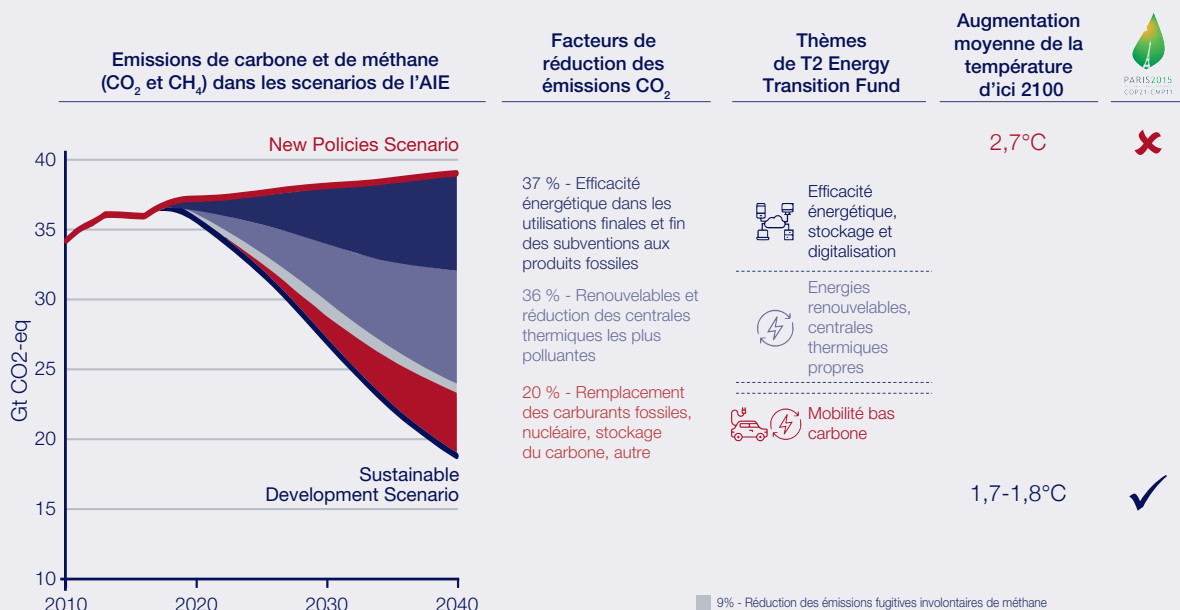 Emissions de carbone et de méthane
(CO₂ et CH₄) dans les scenarios de l'AIE
Facteurs de
réduction des
émissions CO₂
Thèmes
de T2 Energy
Transition Fund
Augmentation
moyenne de la
température
d'ici 2100
PARIS2015
COP21·CMP11
New Policies Scenario
40
35
30
25
20
15
10
Gt CO2-eq
2010
2020
2030
2040
Sustainable
Development Scenario
37 % - Efficacité
énergétique dans les
utilisations finales et fin
des subventions aux
produits fossiles
36 % - Renouvelables et
réduction des centrales
thermiques les plus
polluantes
20 % - Remplacement
des carburants fossiles,
nucléaire, stockage
du carbone, autre
Efficacité
énergétique,
stockage et
digitalisation
Energies
renouvelables,
centrales
thermiques
propres
Mobilité bas
carbone
2,7°C
1,7-1,8°C
9% - Réduction des émissions fugitives involontaires de méthane